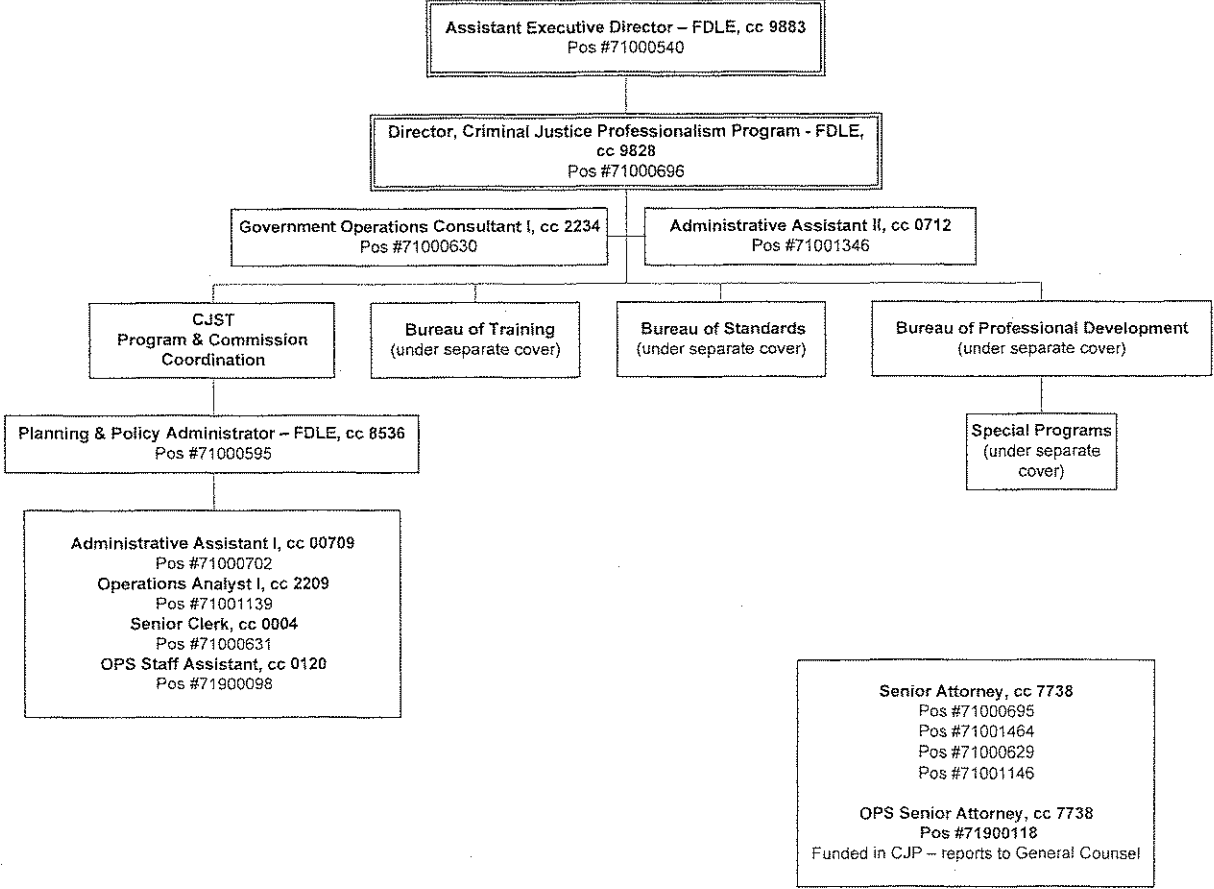 Assistant Executive Director – FDLE, cc 9883
Pos #71000540
Director, Criminal Justice Professionalism Program - FDLE,
cc 9828
Pos #71000696
Government Operations Consultant I, cc 2234
Pos #71000630
Administrative Assistant II, cc 0712
Pos #71001346
CJST
Program & Commission
Coordination
Bureau of Training
(under separate cover)
Bureau of Standards
(under separate cover)
Bureau of Professional Development
(under separate cover)
Planning & Policy Administrator – FDLE, cc 8536
Pos #71000595
Special Programs
(under separate
cover)
Administrative Assistant I, cc 00709
Pos #71000702
Operations Analyst I, cc 2209
Pos #71001139
Senior Clerk, cc 0004
Pos #71000631
OPS Staff Assistant, cc 0120
Pos #71900098
Senior Attorney, cc 7738
Pos #71000695
Pos #71001464
Pos #71000629
Pos #71001146
OPS Senior Attorney, cc 7738
Pos #71900118
Funded in CJP – reports to General Counsel